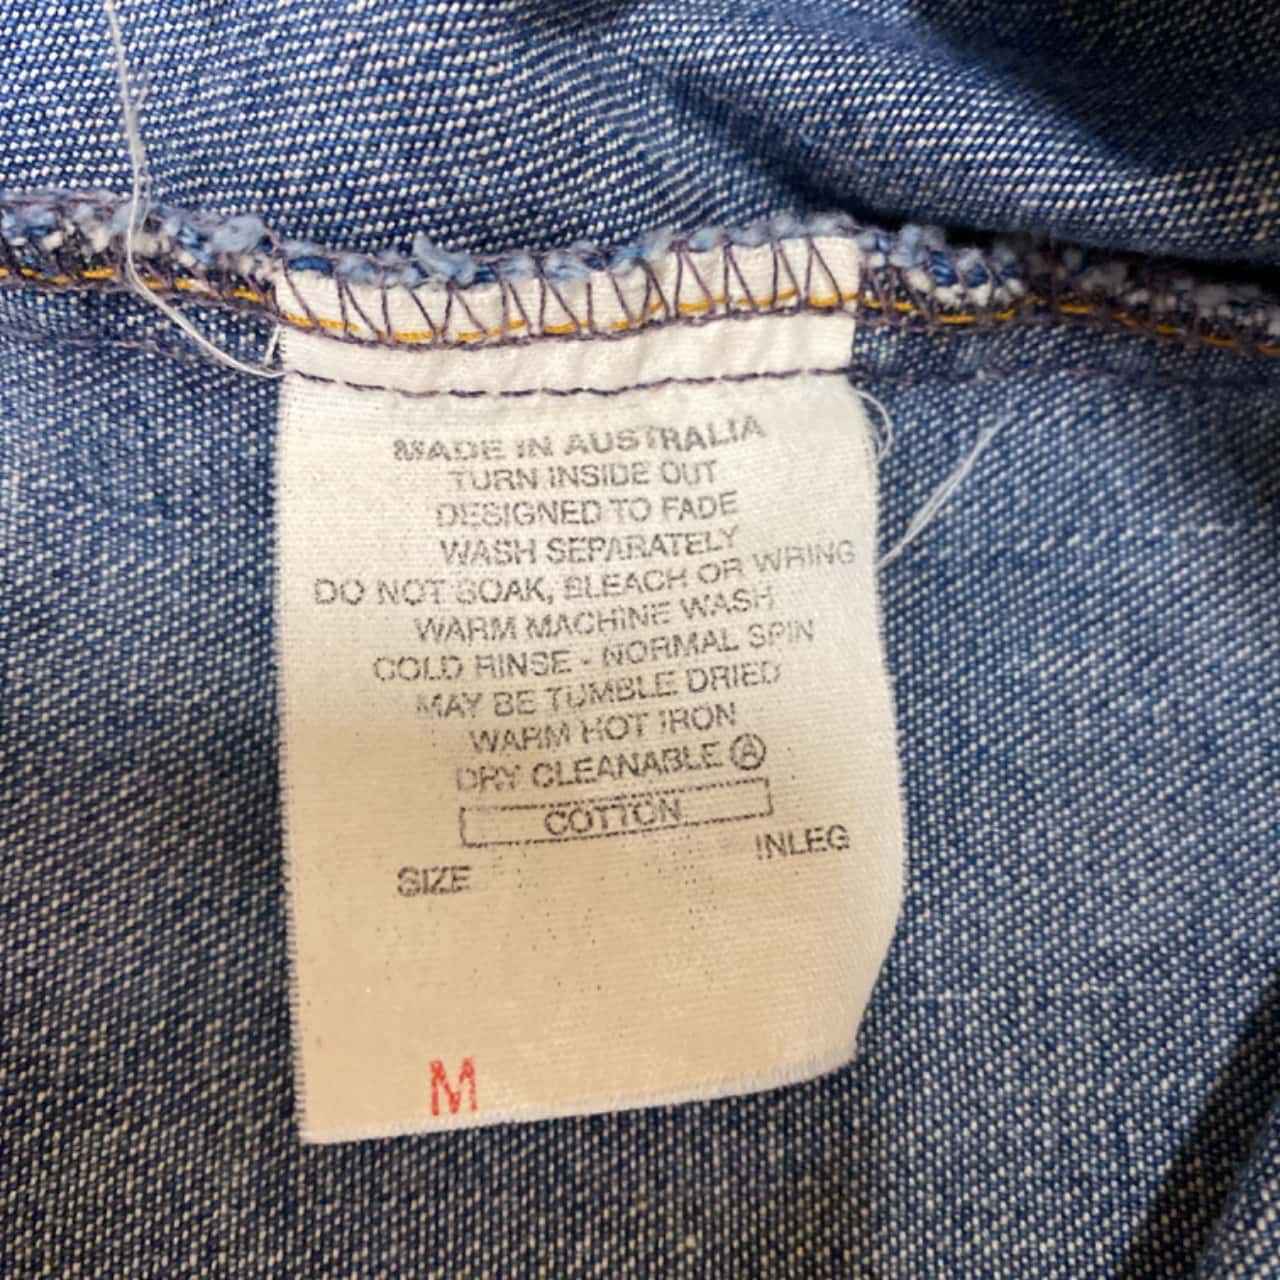 MADE IN AUSTRALIA
TURN INSIDE OUT
DESIGNED TO FADE
WASH SEPARATELY
DO NOT SOAK, BLEACH OR WRING
WARM MACHINE WASH
COLD RINSE - NORMAL SPIN
MAY BE TUMBLE DRIED
WARM HOT IRON
DRY CLEANABLE Ⓐ
COTTON
SIZE INLEG
M